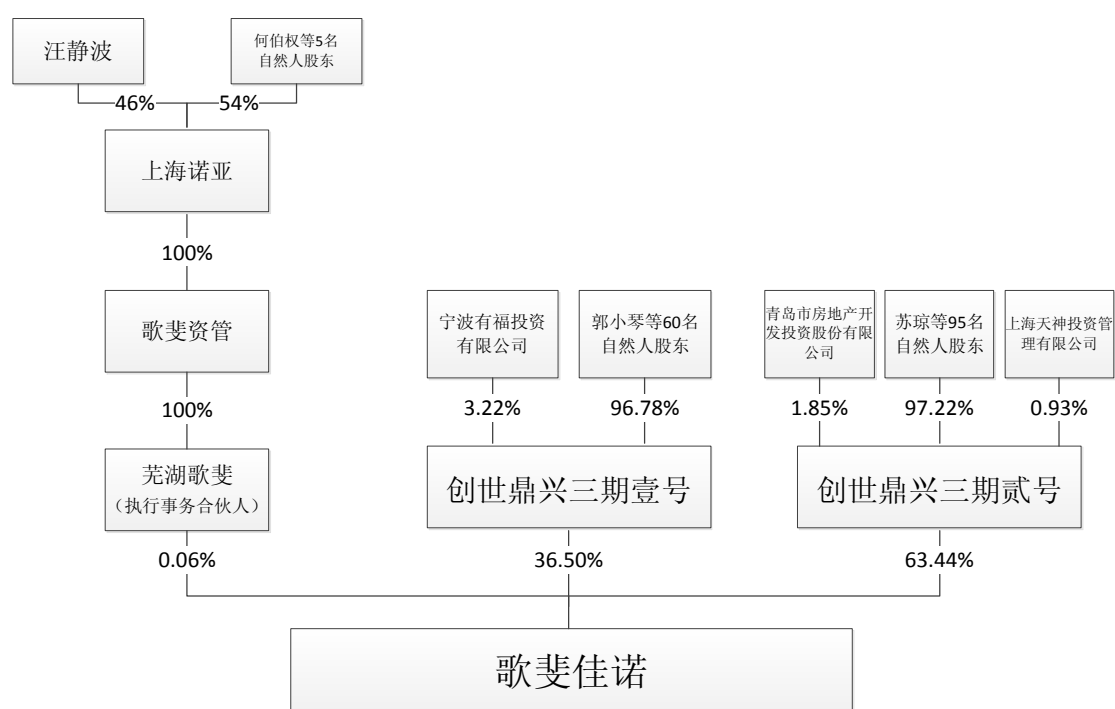 汪静波
何伯权等5名
自然人股东
46%
54%
上海诺亚
100%
歌斐资管
宁波有福投资
有限公司
郭小琴等60名
自然人股东
青岛市房地产开
发投资股份有限
公司
苏琼等95名
自然人股东
上海天神投资管
理有限公司
100%
3.22%
96.78%
1.85%
97.22%
0.93%
芜湖歌斐
（执行事务合伙人）
创世鼎兴三期壹号
创世鼎兴三期贰号
0.06%
36.50%
63.44%
歌斐佳诺